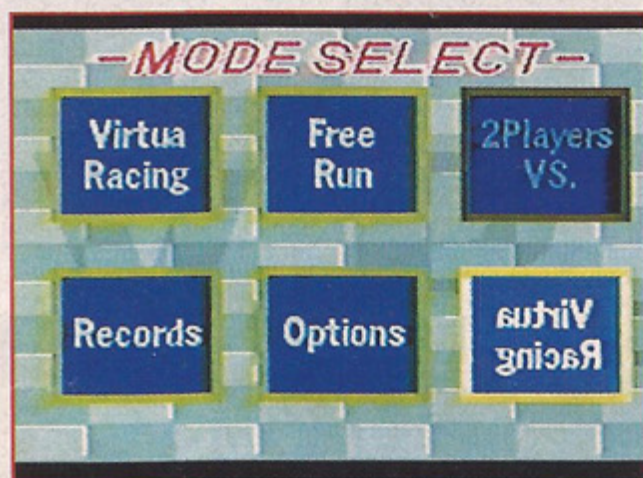 -MODE SELECT-
Virtua
Racing
Free
Run
2Players
VS.
Records
Options
Virtua
Racing